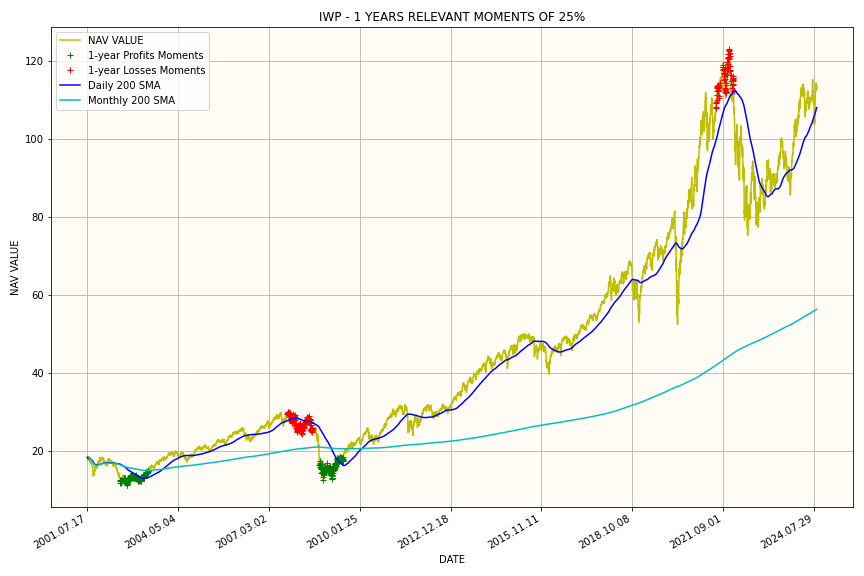 IWP - 1 YEARS RELEVANT MOMENTS OF 25%
NAV VALUE
1-year Profits Moments
1-year Losses Moments
Daily 200 SMA
Monthly 200 SMA
NAV VALUE
120
100
80
60
40
20
2001.07.17
2004.05.04
2007.03.02
2010.01.25
2012.12.18
2015.11.11
2018.10.08
2021.09.01
2024.07.29
DATE